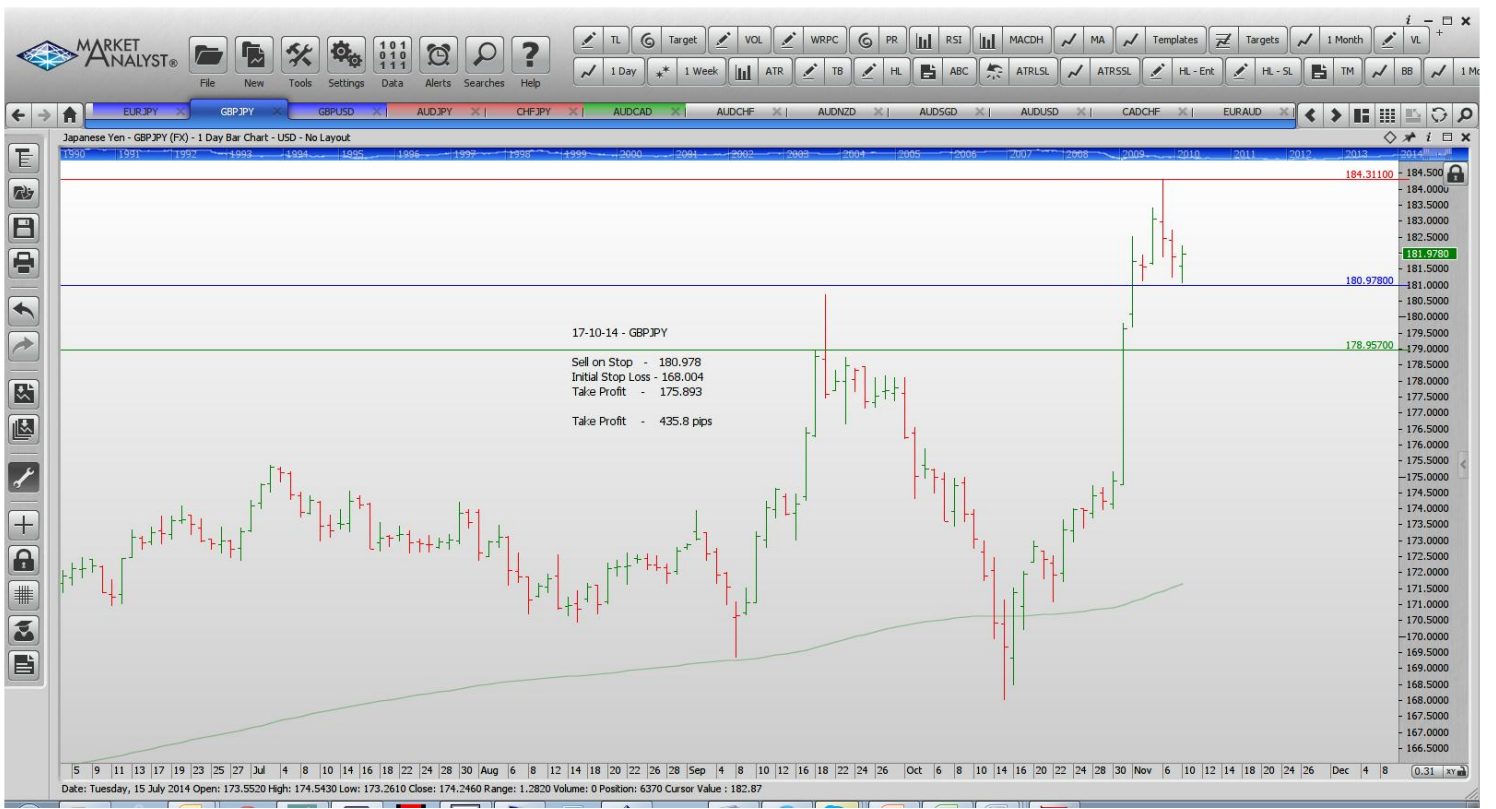 MARKET ANALYST®
File New Tools Settings Data Alerts Searches Help
TL Target VOL WRPC PR RSI MACDH MA Templates Targets 1 Month VL +
1 Day 1 Week ATR TB HL ABC ATRLSL ATRSSL HL - Ent HL - SL TM BB 1 Mo
EURJPY GBPJPY GBPUSD AUDJPY CHFJPY AUDCAD AUDCHF AUDNZD AUDSGD AUDUSD CADCHF EURAUD
Japanese Yen - GBPJPY (FX) - 1 Day Bar Chart - USD - No Layout
1990 1991 1992 1993 1994 1995 1996 1997 1998 1999 2000 2001 2002 2003 2004 2005 2006 2007 2008 2009 2010 2011 2012 2013 2014
184.31100
184.500
184.0000
183.5000
183.0000
182.5000
181.9780
181.5000
180.97800
181.0000
180.5000
180.0000
179.5000
178.95700
179.0000
178.5000
178.0000
177.5000
177.0000
176.5000
176.0000
175.5000
175.0000
174.5000
174.0000
173.5000
173.0000
172.5000
172.0000
171.5000
171.0000
170.5000
170.0000
169.5000
169.0000
168.5000
168.0000
167.5000
167.0000
166.5000
17-10-14 - GBPJPY
Sell on Stop - 180.978
Initial Stop Loss - 168.004
Take Profit - 175.893
Take Profit - 435.8 pips
5 9 11 13 17 19 23 25 27 Jul 4 8 10 14 16 18 22 24 28 30 Aug 6 8 12 14 18 20 22 26 28 Sep 4 8 10 12 16 18 22 24 26 Oct 6 8 10 14 16 20 22 24 28 30 Nov 6 10 12 14 18 20 24 26 Dec 4 8
0.31 XY
Date: Tuesday, 15 July 2014 Open: 173.5520 High: 174.5430 Low: 173.2610 Close: 174.2460 Range: 1.2820 Volume: 0 Position: 6370 Cursor Value : 182.87